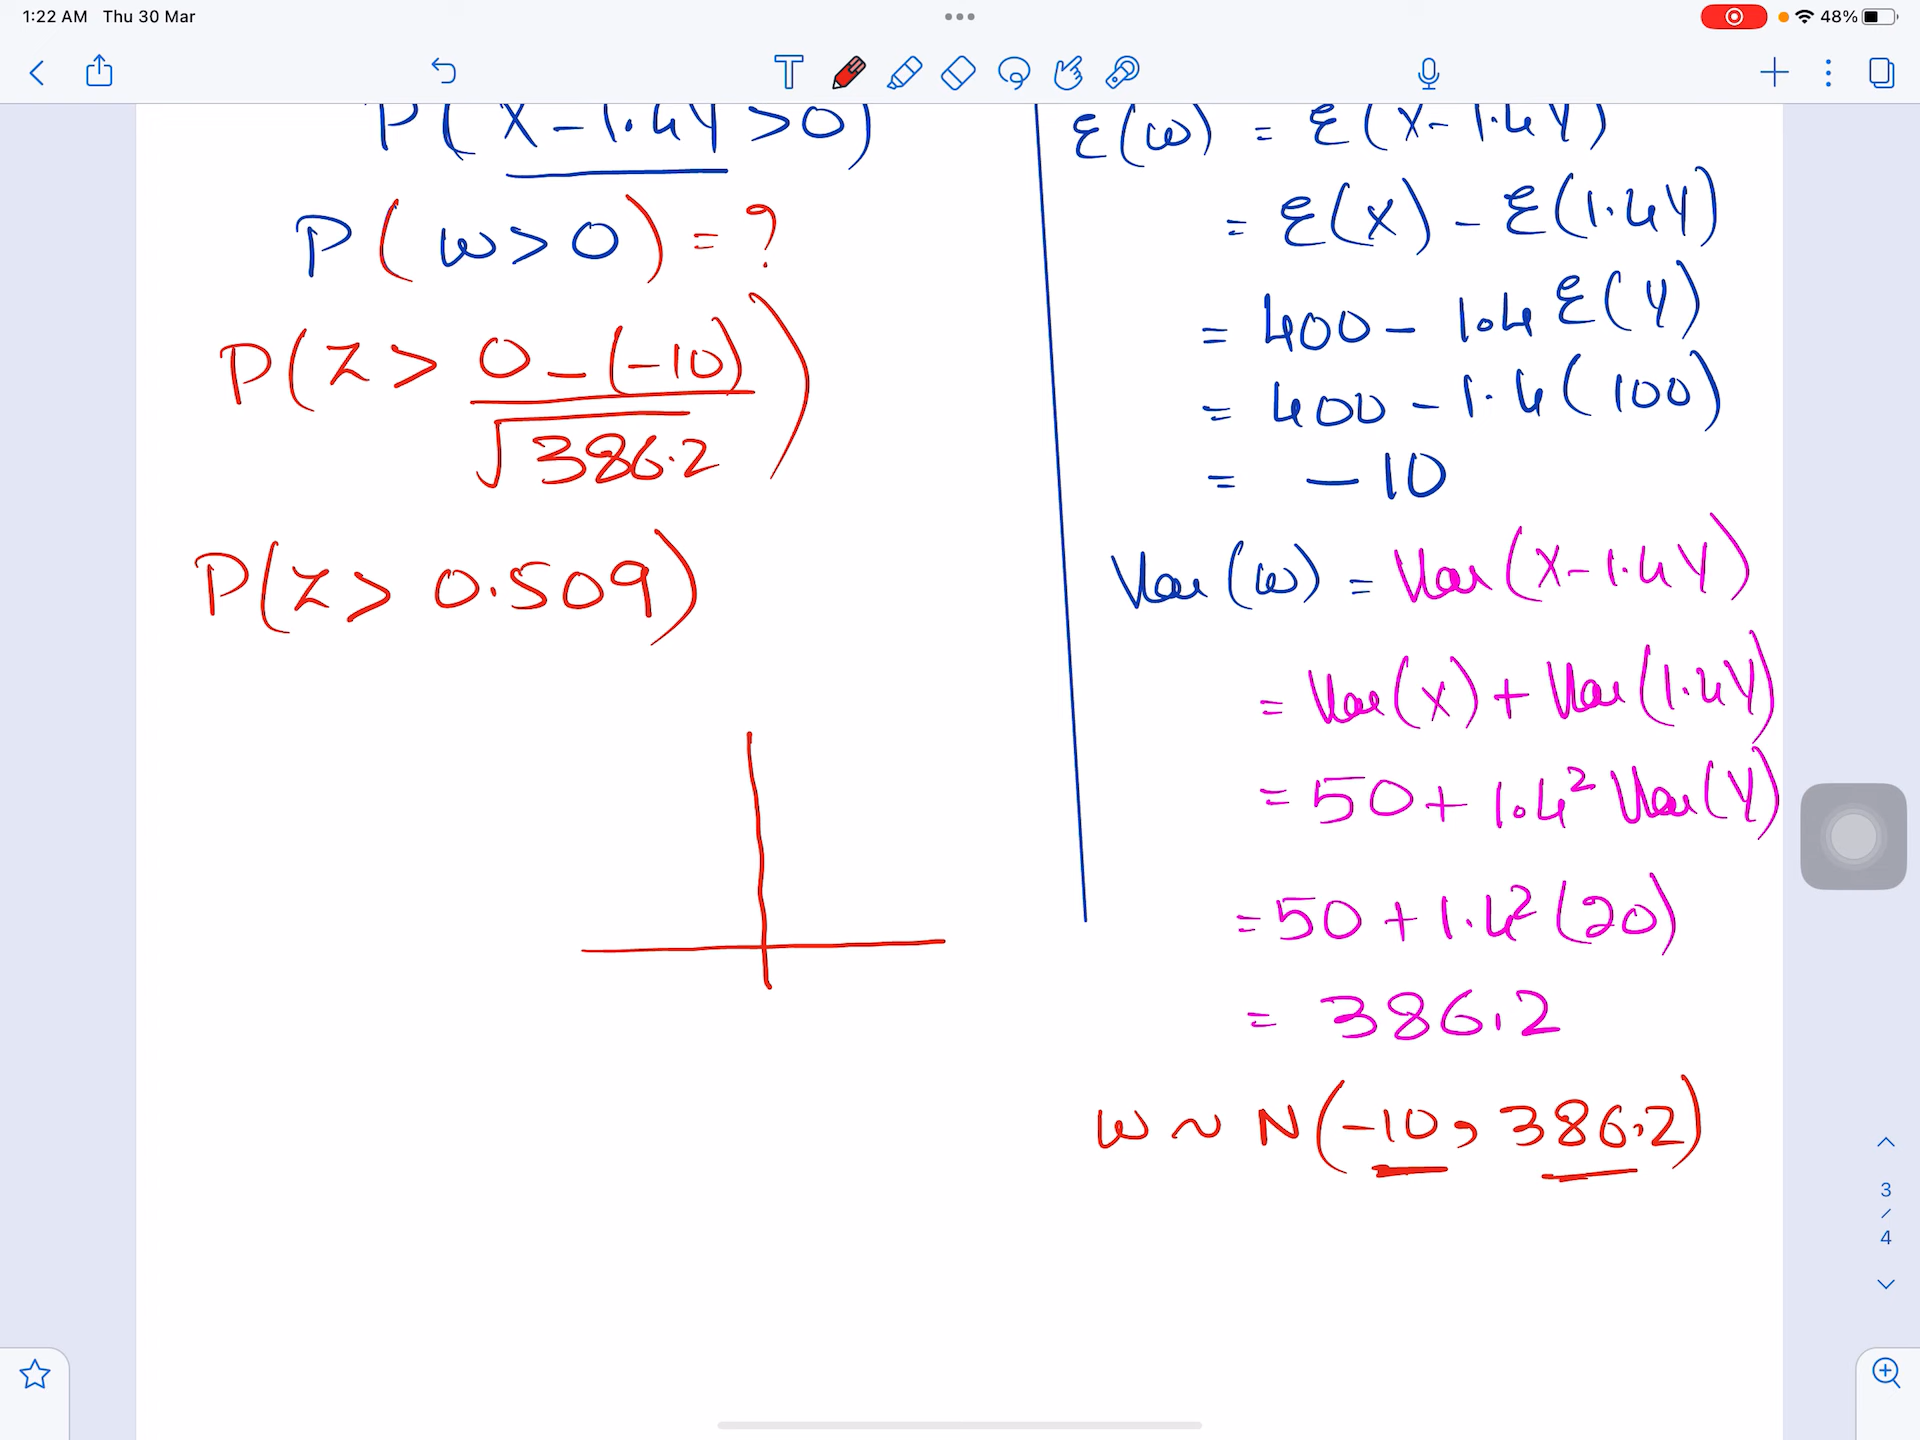 1:22 AM Thu 30 Mar
48%
T
P( X - 1.4Y > 0)
P( W > 0) = ?
P(Z > 0 - (-10) / √386.2)
P(Z > 0.509)
E(W) = E(X - 1.4Y)
= E(X) - E(1.4Y)
= 400 - 1.4 E(Y)
= 400 - 1.4(100)
= -10
Var(W) = Var(X - 1.4Y)
= Var(X) + Var(1.4Y)
= 50 + 1.4² Var(Y)
= 50 + 1.4² (20)
= 386.2
W ~ N(-10, 386.2)
3
/
4